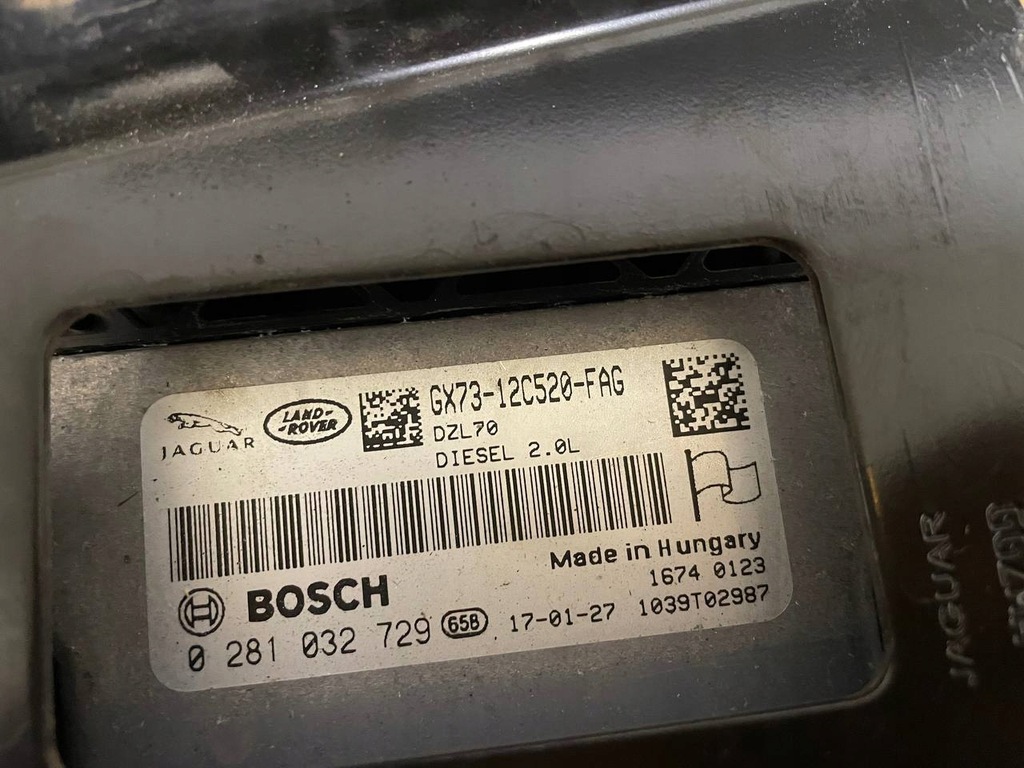 JAGUAR
LAND-
ROVER
GX73-12C520-FAG
DZL70
DIESEL 2.0L
Made in Hungary
1674 0123
BOSCH
0 281 032 729 65B 17-01-27 1039T02987
JAGUAR